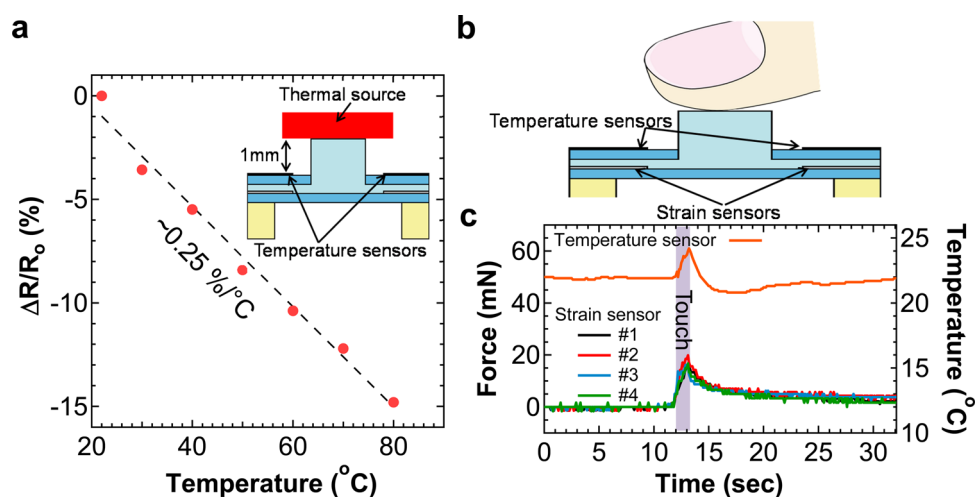 a
0
-5
-10
-15
ΔR/Ro (%)
20
40
60
80
Temperature (°C)
~0.25 %/°C
Thermal source
1mm
Temperature sensors
b
Temperature sensors
Strain sensors
c
60
40
20
0
Force (mN)
Temperature sensor
Touch
Strain sensor
#1
#2
#3
#4
25
20
15
10
Temperature (°C)
0
5
10
15
20
25
30
Time (sec)